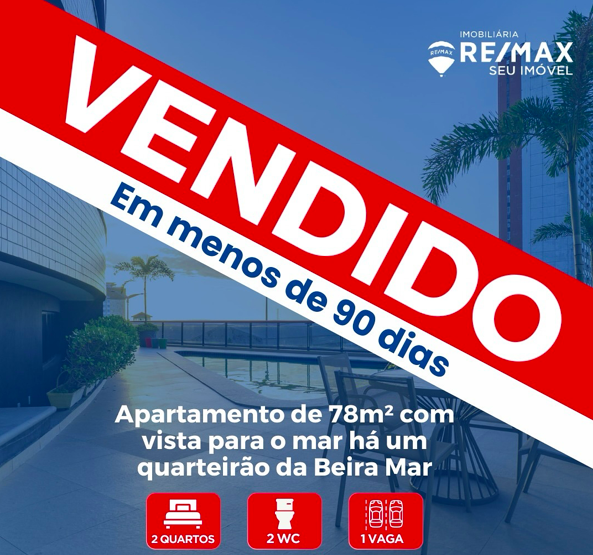 IMOBILIÁRIA
RE/MAX
SEU IMÓVEL
VENDIDO
Em menos de 90 dias
Apartamento de 78m² com
vista para o mar há um
quarteirão da Beira Mar
2 QUARTOS
2 WC
1 VAGA